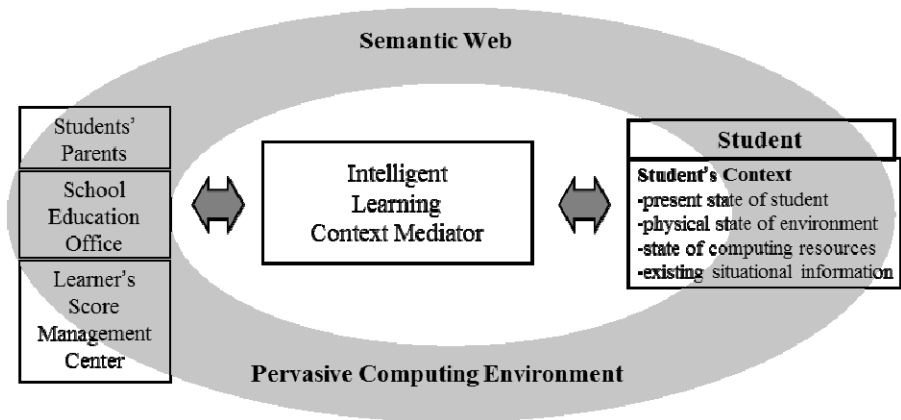 Semantic Web
Students'
Parents
School
Education
Office
Learner's
Score
Management
Center
Intelligent
Learning
Context Mediator
Student
Student's Context
-present state of student
-physical state of environment
-state of computing resources
-existing situational information
Pervasive Computing Environment